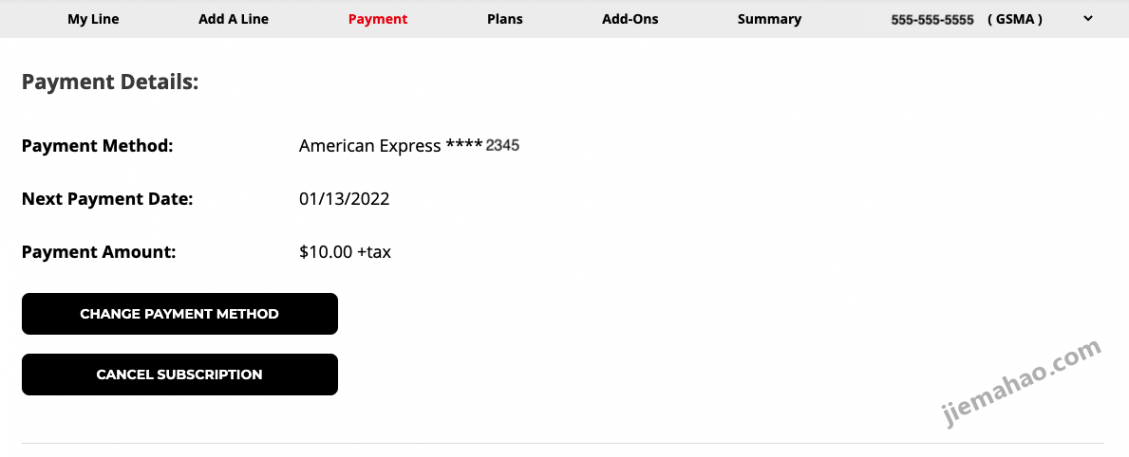 My Line Add A Line Payment Plans Add-Ons Summary 555-555-5555 ( GSMA )
Payment Details:
Payment Method: American Express **** 2345
Next Payment Date: 01/13/2022
Payment Amount: $10.00 +tax
CHANGE PAYMENT METHOD
CANCEL SUBSCRIPTION
jiemahao.com